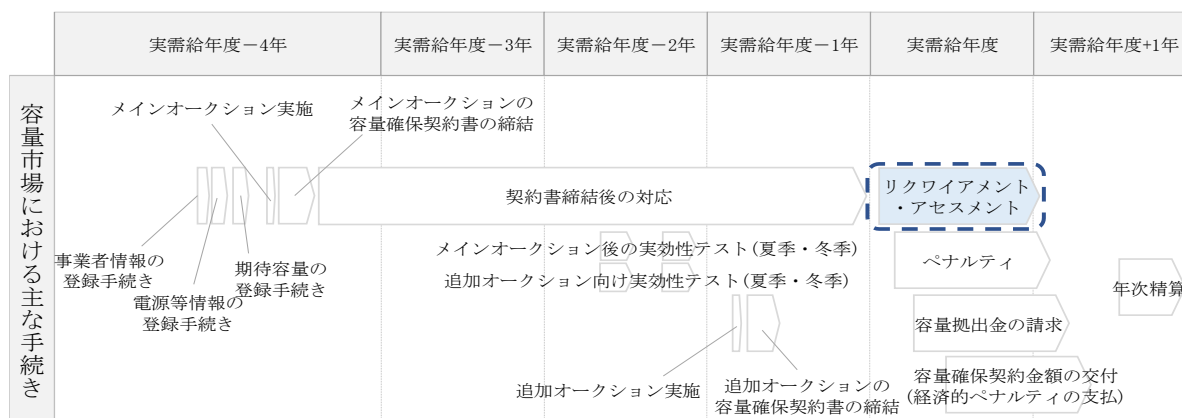 実需給年度－4年
実需給年度－3年
実需給年度－2年
実需給年度－1年
実需給年度
実需給年度+1年
容量市場における主な手続き
メインオークション実施
メインオークションの
容量確保契約書の締結
契約書締結後の対応
リクワイアメント
・アセスメント
事業者情報の
登録手続き
電源等情報の
登録手続き
期待容量の
登録手続き
メインオークション後の実効性テスト(夏季・冬季)
追加オークション向け実効性テスト(夏季・冬季)
ペナルティ
年次精算
容量拠出金の請求
追加オークション実施
追加オークションの
容量確保契約書の締結
容量確保契約金額の交付
(経済的ペナルティの支払)